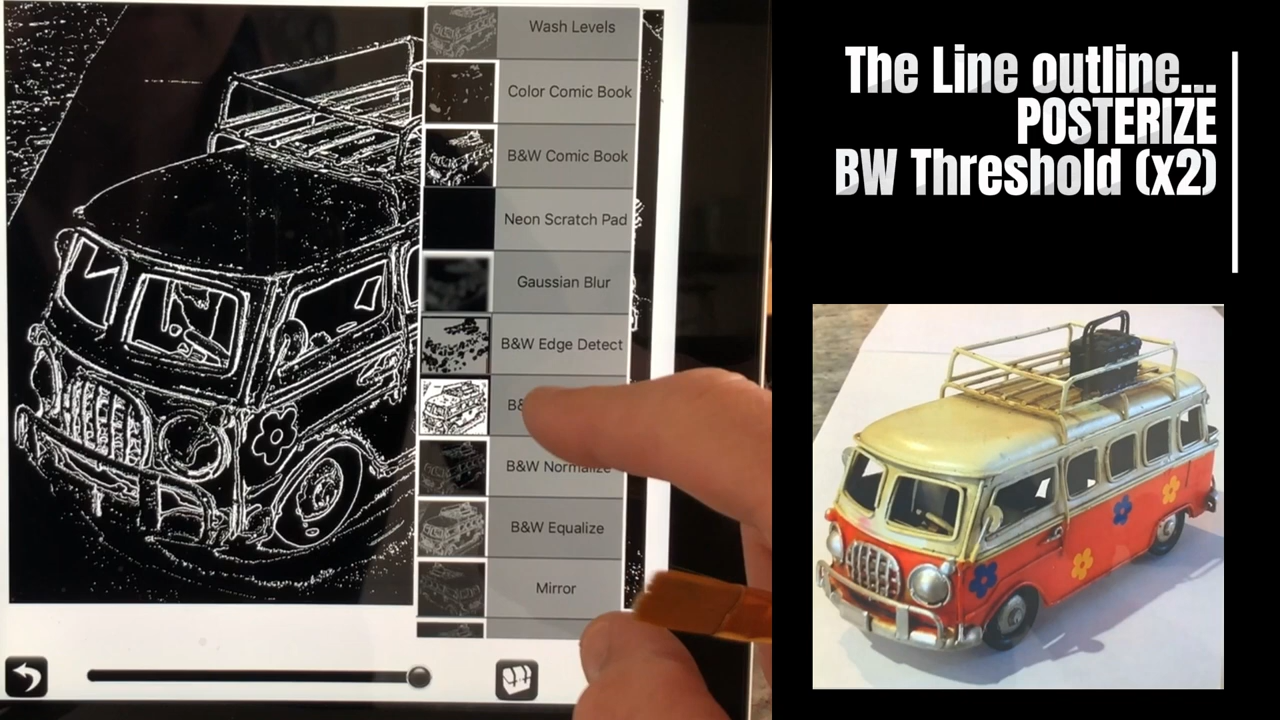 Wash Levels
Color Comic Book
B&W Comic Book
Neon Scratch Pad
Gaussian Blur
B&W Edge Detect
B&W Normalize
B&W Equalize
Mirror
The Line outline...
POSTERIZE
BW Threshold (x2)